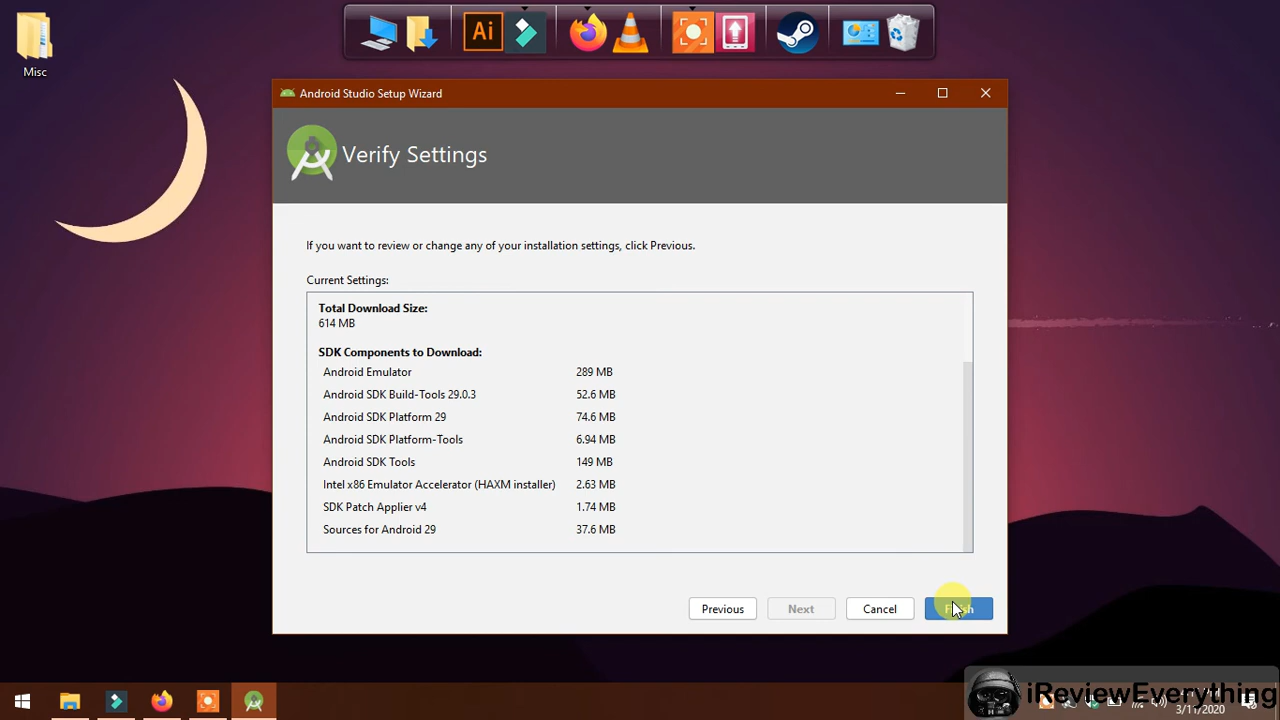 Misc
Ai
Android Studio Setup Wizard
Verify Settings
If you want to review or change any of your installation settings, click Previous.
Current Settings:
Total Download Size:
614 MB
SDK Components to Download:
Android Emulator 289 MB
Android SDK Build-Tools 29.0.3 52.6 MB
Android SDK Platform 29 74.6 MB
Android SDK Platform-Tools 6.94 MB
Android SDK Tools 149 MB
Intel x86 Emulator Accelerator (HAXM installer) 2.63 MB
SDK Patch Applier v4 1.74 MB
Sources for Android 29 37.6 MB
Previous Next Cancel Finish
iReviewEverything
3/11/2020